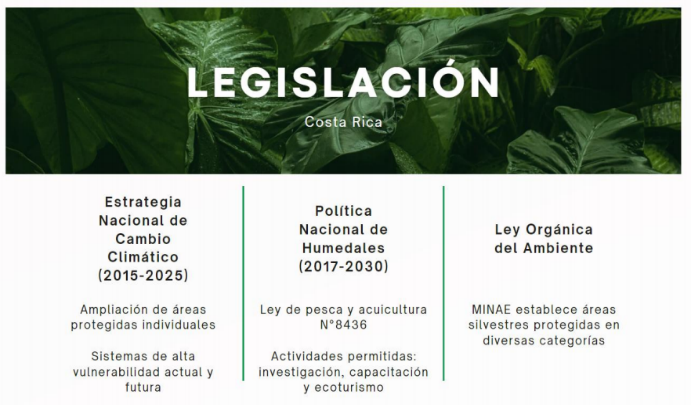 LEGISLACIÓN
Costa Rica
Estrategia
Nacional de
Cambio
Climático
(2015-2025)
Ampliación de áreas
protegidas individuales
Sistemas de alta
vulnerabilidad actual y
futura
Política
Nacional de
Humedales
(2017-2030)
Ley de pesca y acuicultura
N°8436
Actividades permitidas:
investigación, capacitación
y ecoturismo
Ley Orgánica
del Ambiente
MINAE establece áreas
silvestres protegidas en
diversas categorías